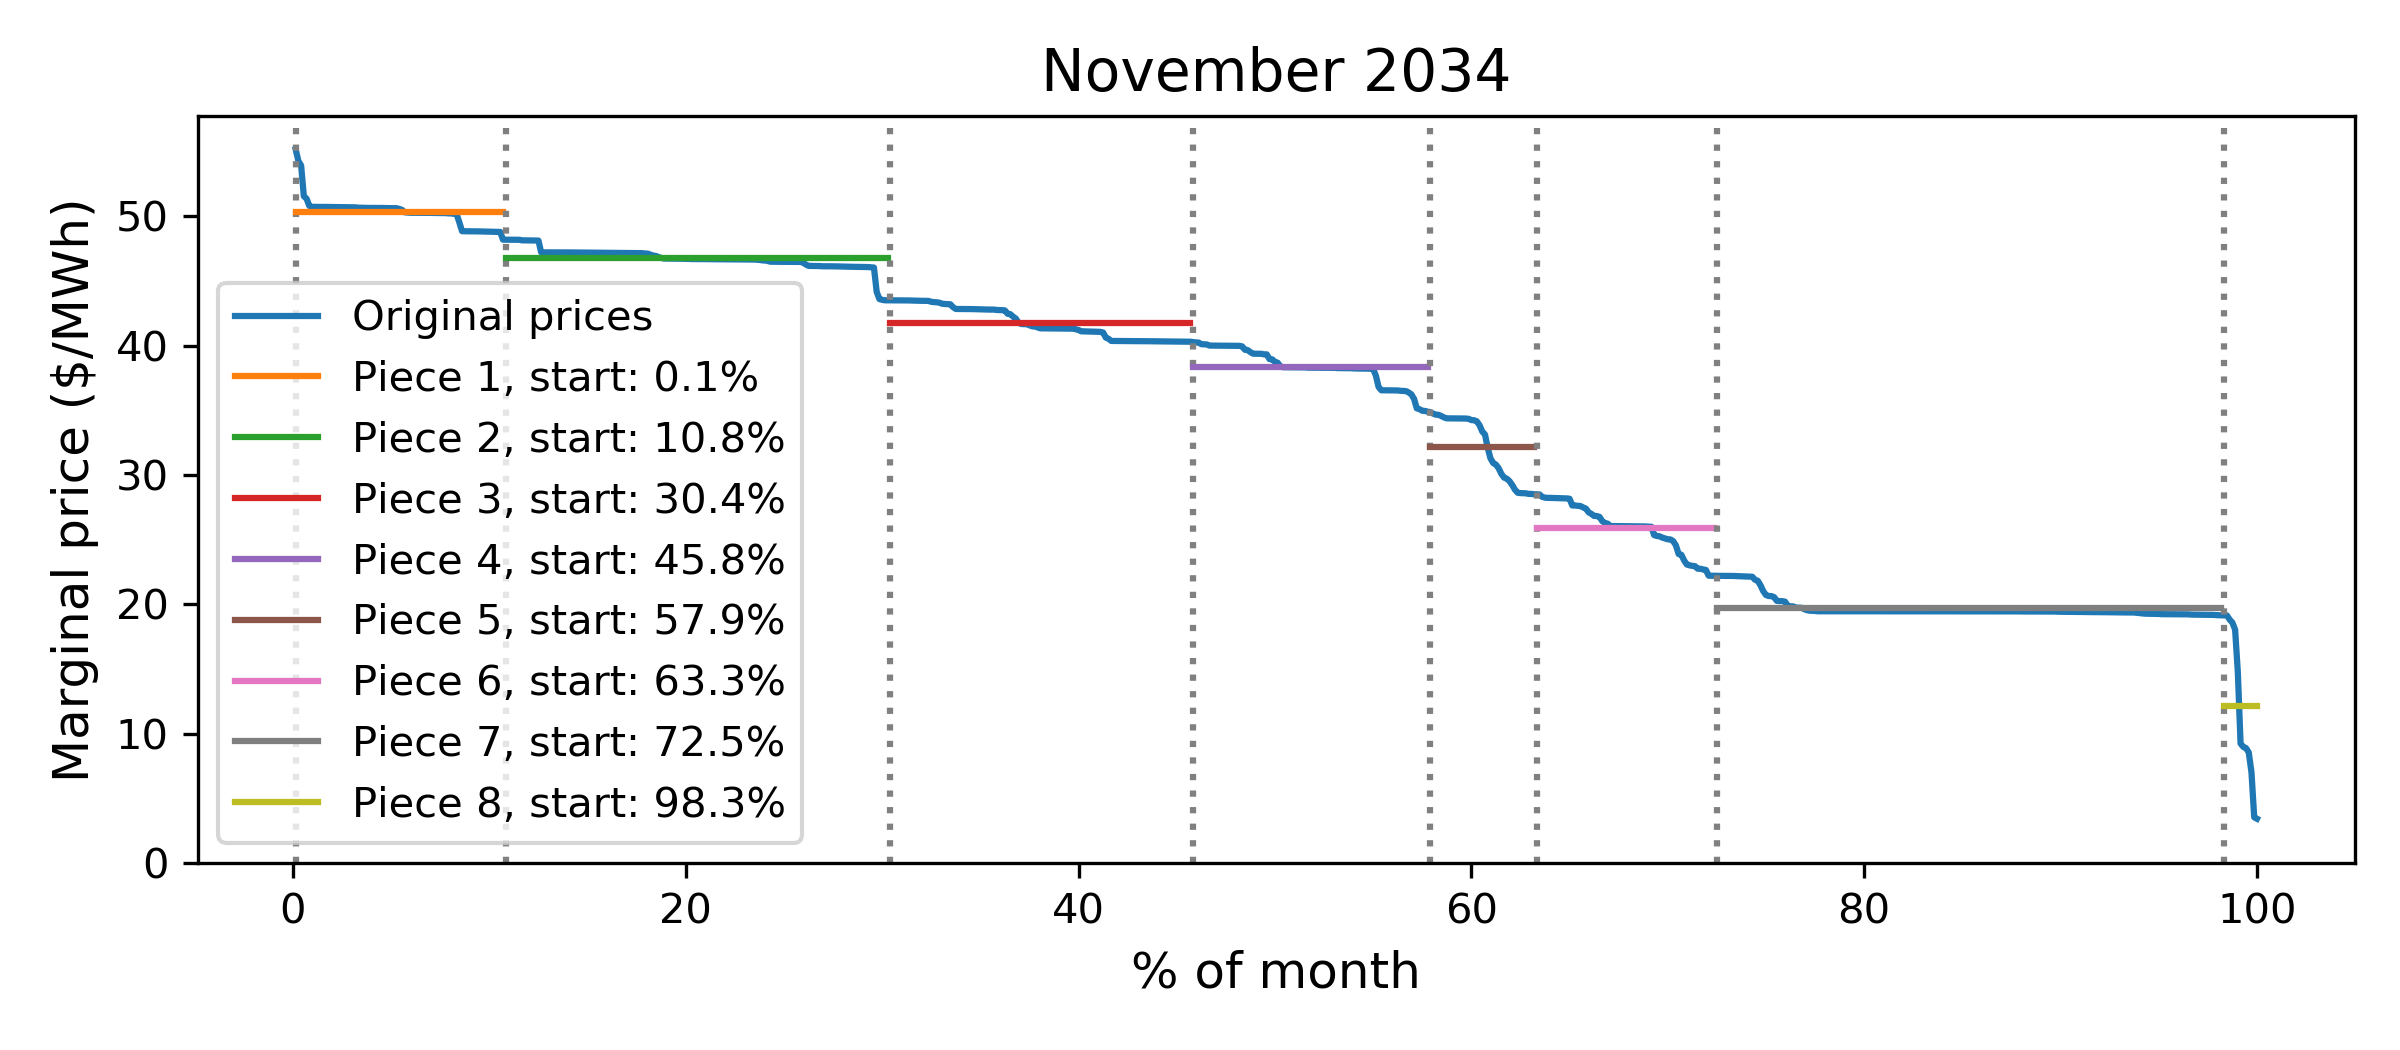 November 2034
Marginal price ($/MWh)
50
40
30
20
10
0
Original prices
Piece 1, start: 0.1%
Piece 2, start: 10.8%
Piece 3, start: 30.4%
Piece 4, start: 45.8%
Piece 5, start: 57.9%
Piece 6, start: 63.3%
Piece 7, start: 72.5%
Piece 8, start: 98.3%
0 20 40 60 80 100
% of month